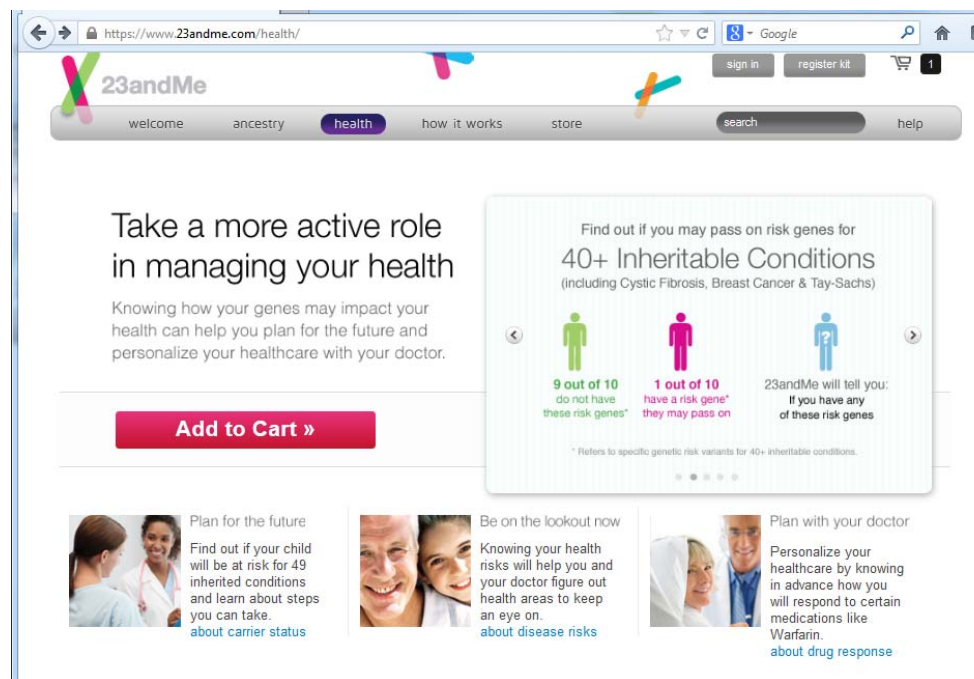 https://www.23andme.com/health/
Google
23andMe
sign in register kit 1
welcome ancestry health how it works store search help
Take a more active role
in managing your health
Knowing how your genes may impact your
health can help you plan for the future and
personalize your healthcare with your doctor.
Add to Cart »
Find out if you may pass on risk genes for
40+ Inheritable Conditions
(including Cystic Fibrosis, Breast Cancer & Tay-Sachs)
9 out of 10
do not have
these risk genes*
1 out of 10
have a risk gene*
they may pass on
?
23andMe will tell you:
If you have any
of these risk genes
* Refers to specific genetic risk variants for 40+ inheritable conditions.
Plan for the future
Find out if your child
will be at risk for 49
inherited conditions
and learn about steps
you can take.
about carrier status
Be on the lookout now
Knowing your health
risks will help you and
your doctor figure out
health areas to keep
an eye on.
about disease risks
Plan with your doctor
Personalize your
healthcare by knowing
in advance how you
will respond to certain
medications like
Warfarin.
about drug response